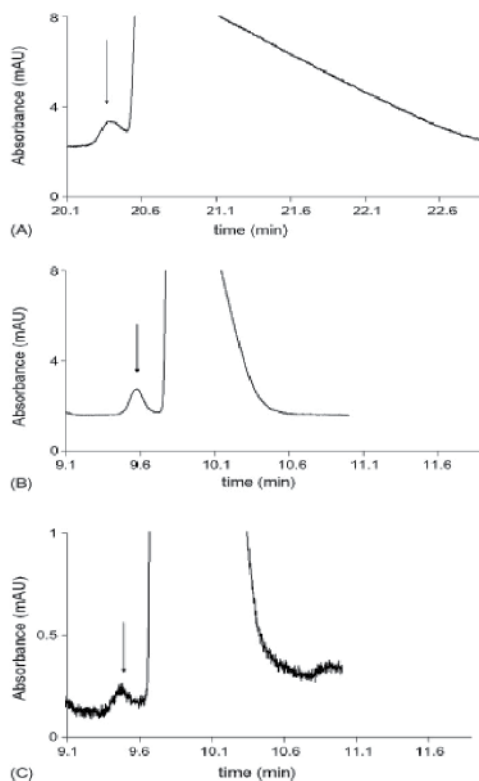 8
4
0
Absorbance (mAU)
20.1 20.6 21.1 21.6 22.1 22.6
time (min)
(A)
8
4
0
Absorbance (mAU)
9.1 9.6 10.1 10.6 11.1 11.6
time (min)
(B)
1
0.5
0
Absorbance (mAU)
9.1 9.6 10.1 10.6 11.1 11.6
time (min)
(C)